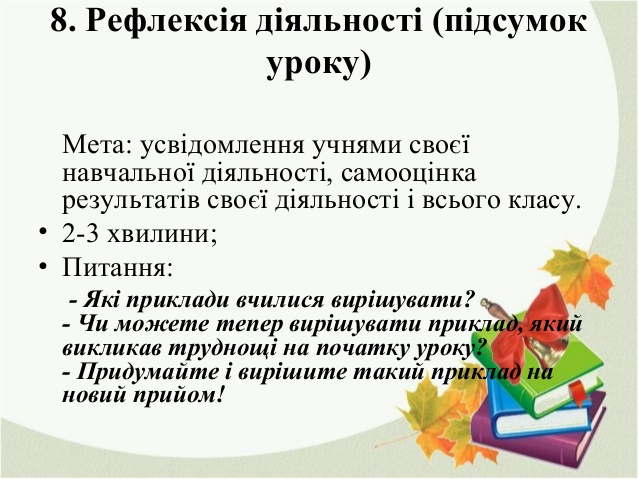 8. Рефлексія діяльності (підсумок
уроку)
Мета: усвідомлення учнями своєї
навчальної діяльності, самооцінка
результатів своєї діяльності і всього класу.
• 2-3 хвилини;
• Питання:
- Які приклади вчилися вирішувати?
- Чи можете тепер вирішувати приклад, який
викликав труднощі на початку уроку?
- Придумайте і вирішите такий приклад на
новий прийом!